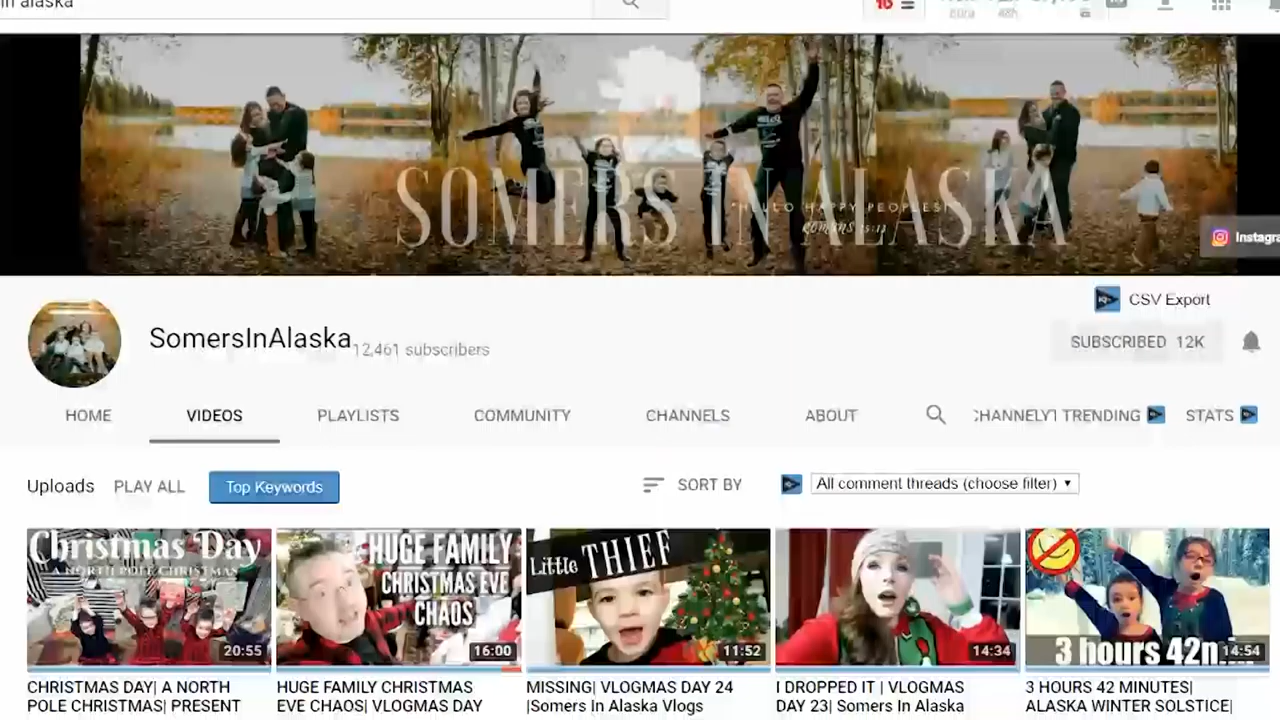 in alaska
SOMERS IN ALASKA
"HELLO HAPPY PEOPLES!"
romans 15:13
Instagra
CSV Export
SomersInAlaska 12,461 subscribers
SUBSCRIBED 12K
HOME VIDEOS PLAYLISTS COMMUNITY CHANNELS ABOUT TRENDING STATS
Uploads PLAY ALL Top Keywords SORT BY All comment threads (choose filter)
Christmas Day
A NORTH POLE CHRISTMAS
20:55
HUGE FAMILY
CHRISTMAS EVE
CHAOS
16:00
Little THIEF
11:52
14:34
3 hours 42m
14:54
CHRISTMAS DAY| A NORTH
POLE CHRISTMAS| PRESENT
HUGE FAMILY CHRISTMAS
EVE CHAOS| VLOGMAS DAY
MISSING| VLOGMAS DAY 24
|Somers In Alaska Vlogs
I DROPPED IT | VLOGMAS
DAY 23| Somers In Alaska
3 HOURS 42 MINUTES|
ALASKA WINTER SOLSTICE|